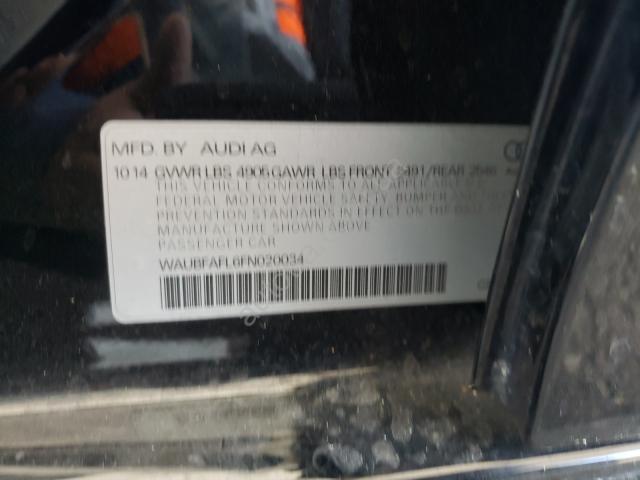 MFD. BY AUDI AG
1014 GVWR LBS 4905 GAWR LBS FRONT 2491/REAR 2546
THIS VEHICLE CONFORMS TO ALL APPLICABLE U.S.
FEDERAL MOTOR VEHICLE SAFETY, BUMPER AND THEFT
PREVENTION STANDARDS IN EFFECT ON THE DATE OF
MANUFACTURE SHOWN ABOVE.
PASSENGER CAR
WAUBFAFL6FN020034